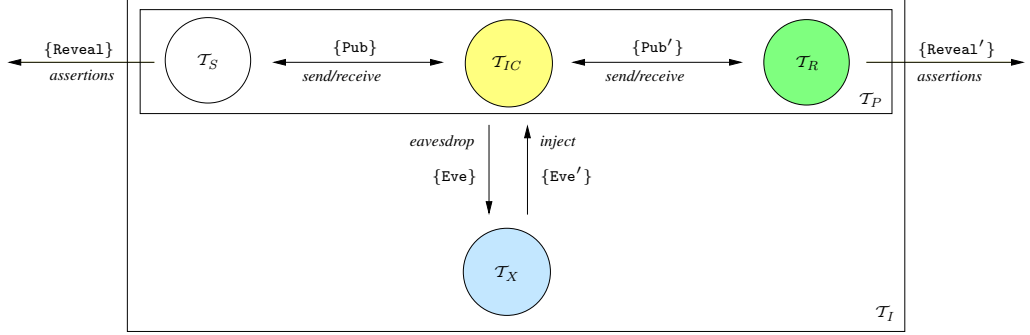 {Reveal}
assertions
𝒯_S
{Pub}
send/receive
𝒯_IC
{Pub′}
send/receive
𝒯_R
{Reveal′}
assertions
𝒯_P
eavesdrop
inject
{Eve}
{Eve′}
𝒯_X
𝒯_I